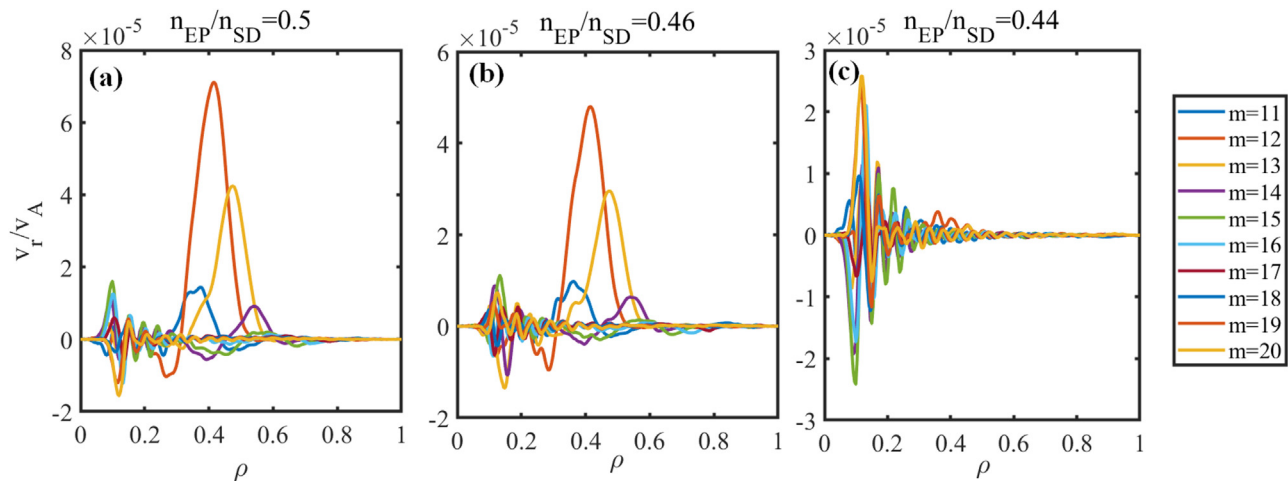 n_EP/n_SD=0.5
×10^-5
(a)
8
6
4
2
0
-2
v_r/v_A
0 0.2 0.4 0.6 0.8 1
ρ
n_EP/n_SD=0.46
×10^-5
(b)
6
4
2
0
-2
0 0.2 0.4 0.6 0.8 1
ρ
n_EP/n_SD=0.44
×10^-5
(c)
3
2
1
0
-1
-2
-3
0 0.2 0.4 0.6 0.8 1
ρ
m=11
m=12
m=13
m=14
m=15
m=16
m=17
m=18
m=19
m=20